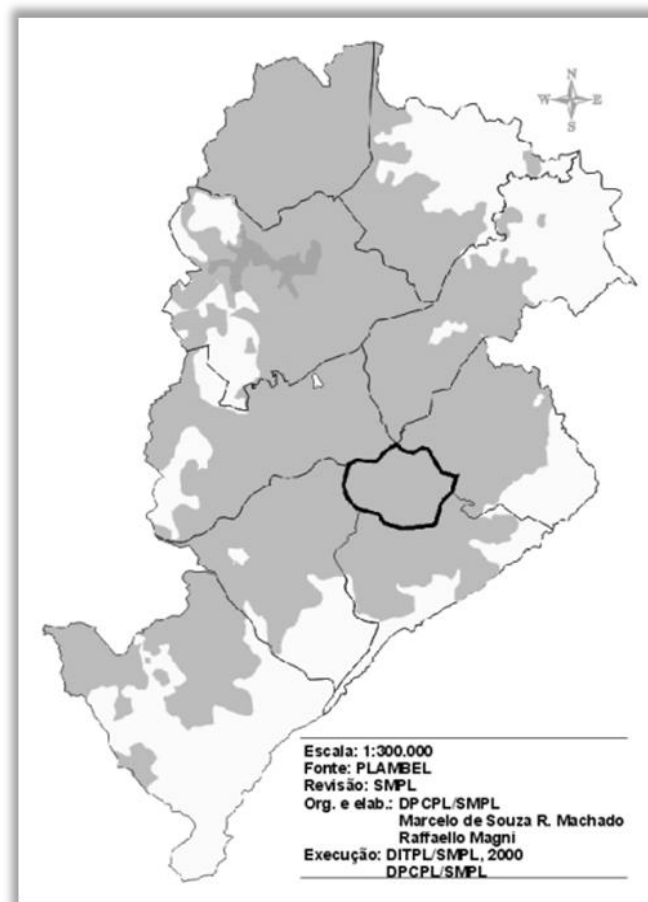 N
W E
S
Escala: 1:300.000
Fonte: PLAMBEL
Revisão: SMPL
Org. e elab.: DPCPL/SMPL
Marcelo de Souza R. Machado
Raffaello Magni
Execução: DITPL/SMPL, 2000
DPCPL/SMPL